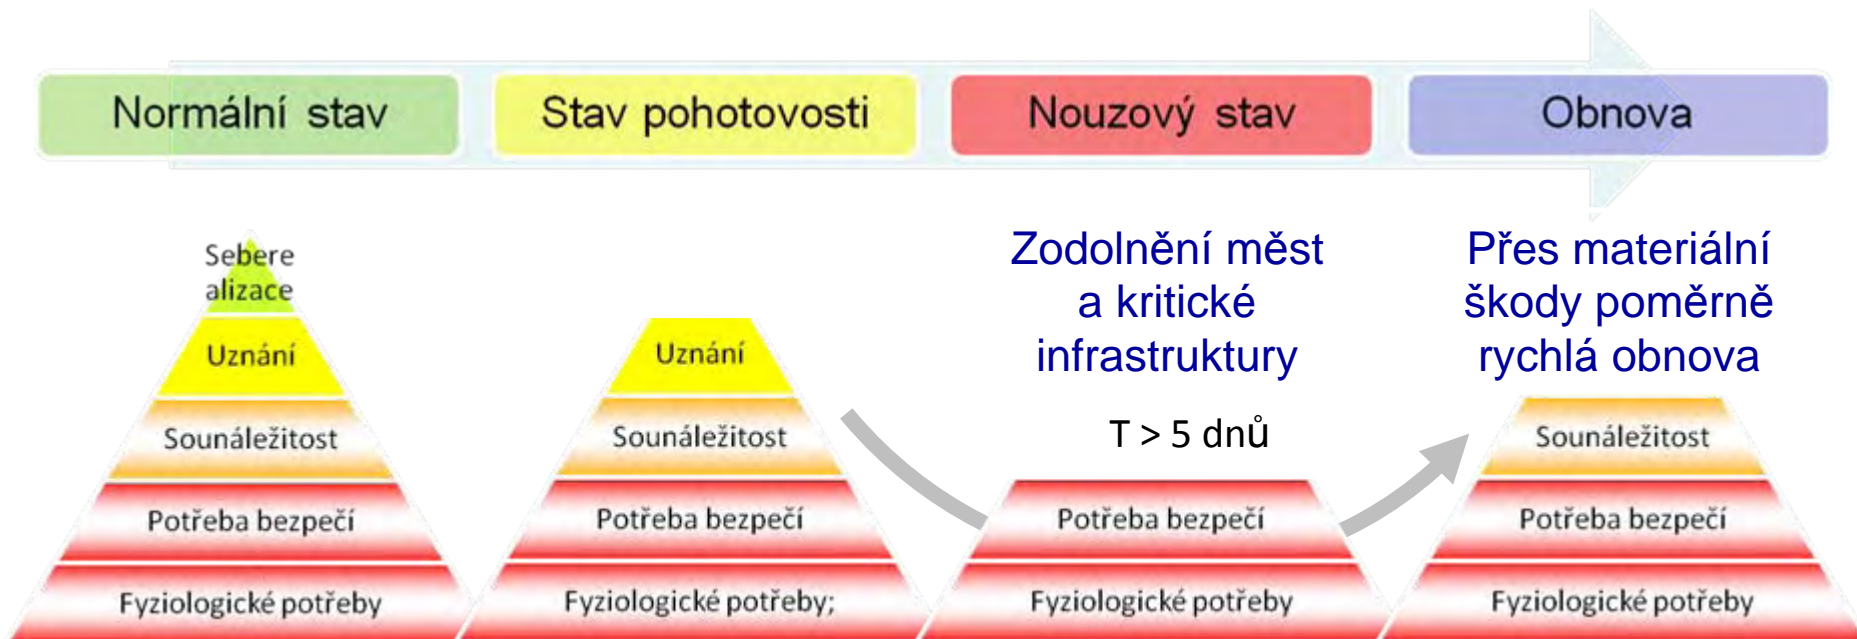 Normální stav
Stav pohotovosti
Nouzový stav
Obnova
Sebere
alizace
Uznání
Sounáležitost
Potřeba bezpečí
Fyziologické potřeby
Uznání
Sounáležitost
Potřeba bezpečí
Fyziologické potřeby;
Zodolnění měst
a kritické
infrastruktury
T > 5 dnů
Potřeba bezpečí
Fyziologické potřeby
Přes materiální
škody poměrně
rychlá obnova
Sounáležitost
Potřeba bezpečí
Fyziologické potřeby